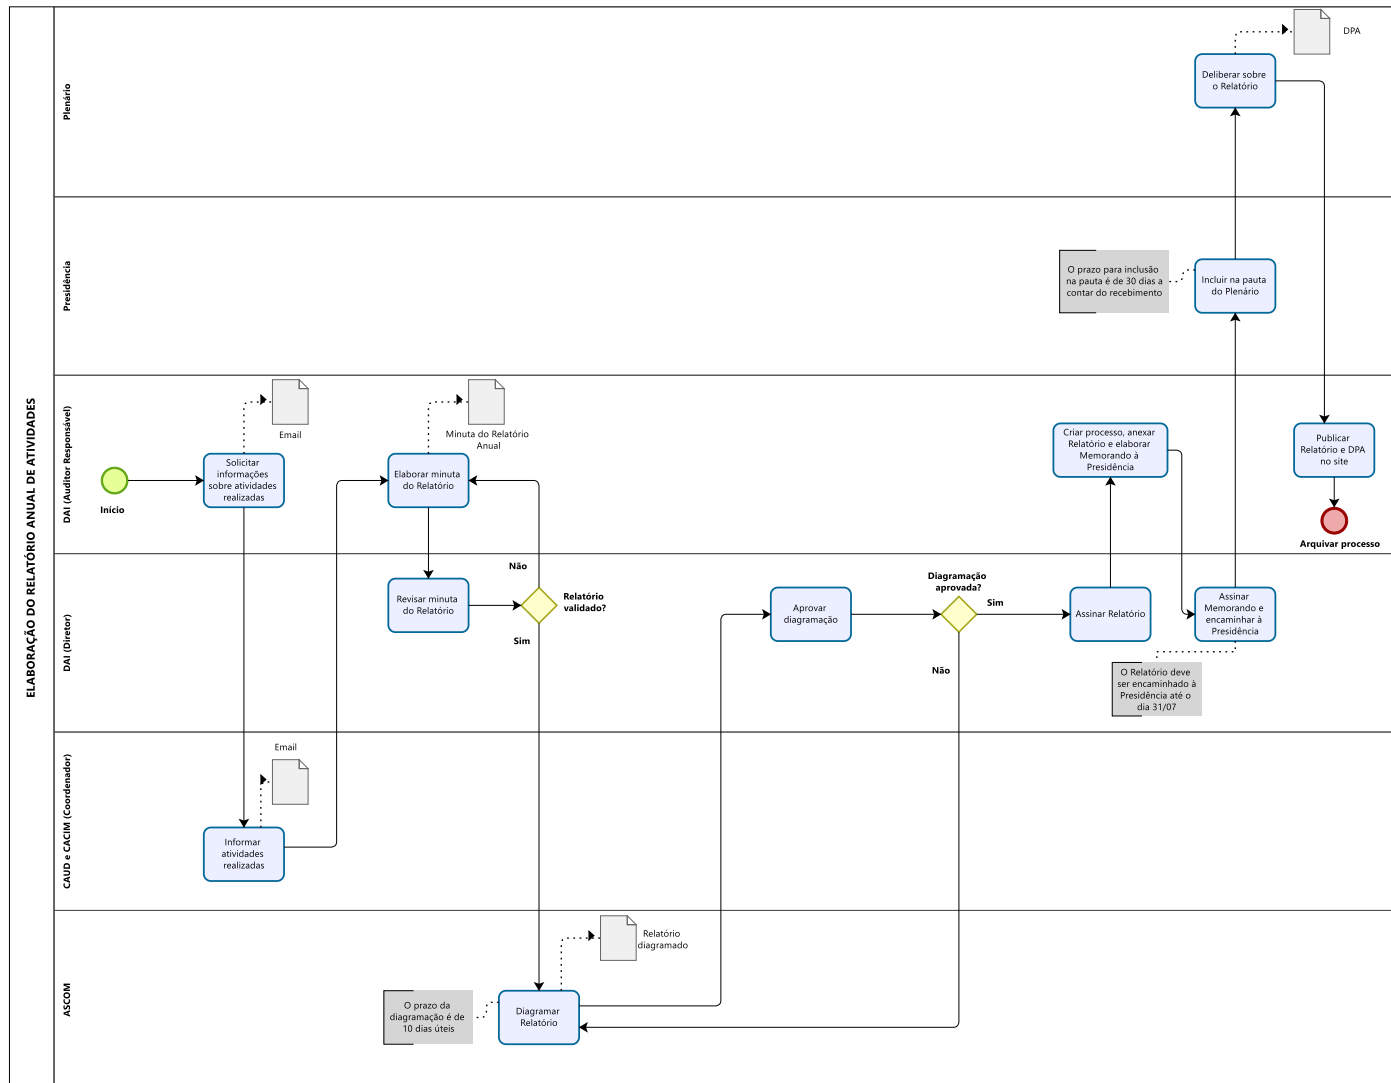 ELABORAÇÃO DO RELATÓRIO ANUAL DE ATIVIDADES
Plenário
Deliberar sobre
o Relatório
DPA
Presidência
O prazo para inclusão
na pauta é de 30 dias a
contar do recebimento
Incluir na pauta
do Plenário
DAI (Auditor Responsável)
Início
Solicitar
informações
sobre atividades
realizadas
Email
Elaborar minuta
do Relatório
Minuta do Relatório
Anual
Criar processo, anexar
Relatório e elaborar
Memorando à
Presidência
Publicar
Relatório e DPA
no site
Arquivar processo
DAI (Diretor)
Revisar minuta
do Relatório
Não
Relatório
validado?
Sim
Aprovar
diagramação
Diagramação
aprovada?
Sim
Não
Assinar Relatório
Assinar
Memorando e
encaminhar à
Presidência
O Relatório deve
ser encaminhado à
Presidência até o
dia 31/07
CAUD e CACIM (Coordenador)
Email
Informar
atividades
realizadas
ASCOM
O prazo da
diagramação é de
10 dias úteis
Diagramar
Relatório
Relatório
diagramado